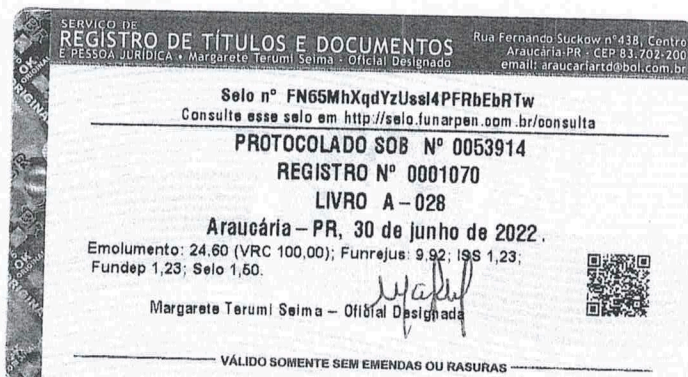 SERVIÇO DE
REGISTRO DE TÍTULOS E DOCUMENTOS
E PESSOA JURÍDICA • Margarete Terumi Seima - Oficial Designado
Rua Fernando Suckow nº438, Centro
Araucária-PR - CEP 83.702-200
email: araucariartd@bol.com.br
Selo nº FN65MhXqdYzUssI4PFRbEbRTw
Consulte esse selo em http://selo.funarpen.com.br/consulta
PROTOCOLADO SOB Nº 0053914
REGISTRO Nº 0001070
LIVRO A-028
Araucária – PR, 30 de junho de 2022.
Emolumento: 24,60 (VRC 100,00); Funrejus: 9,92; ISS 1,23;
Fundep 1,23; Selo 1,50.
Margarete Terumi Seima – Oficial Designada
VÁLIDO SOMENTE SEM EMENDAS OU RASURAS